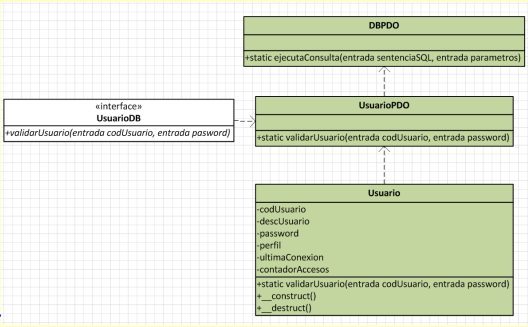 DBPDO
+static ejecutaConsulta(entrada sentenciaSQL, entrada parametros)
«interface»
UsuarioDB
+validarUsuario(entrada codUsuario, entrada pasword)
UsuarioPDO
+static validarUsuario(entrada codUsuario, entrada password)
Usuario
-codUsuario
-descUsuario
-password
-perfil
-ultimaConexion
-contadorAccesos
+static validarUsuario(entrada codUsuario, entrada password)
+__construct()
+__destruct()